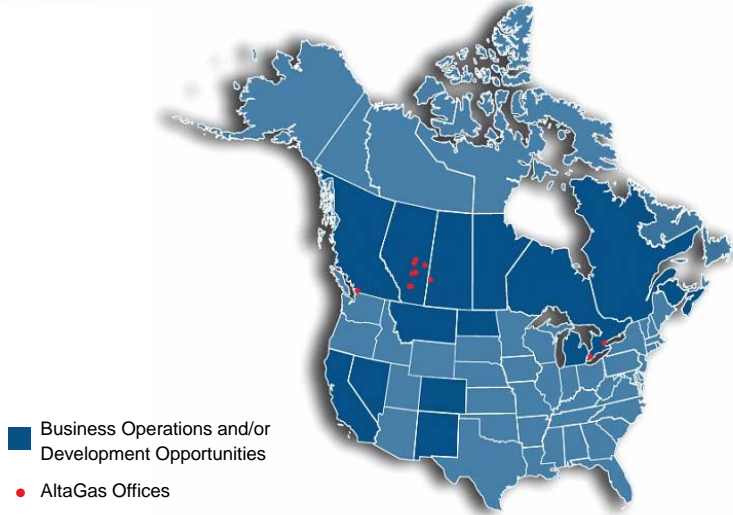 Business Operations and/or
Development Opportunities
AltaGas Offices